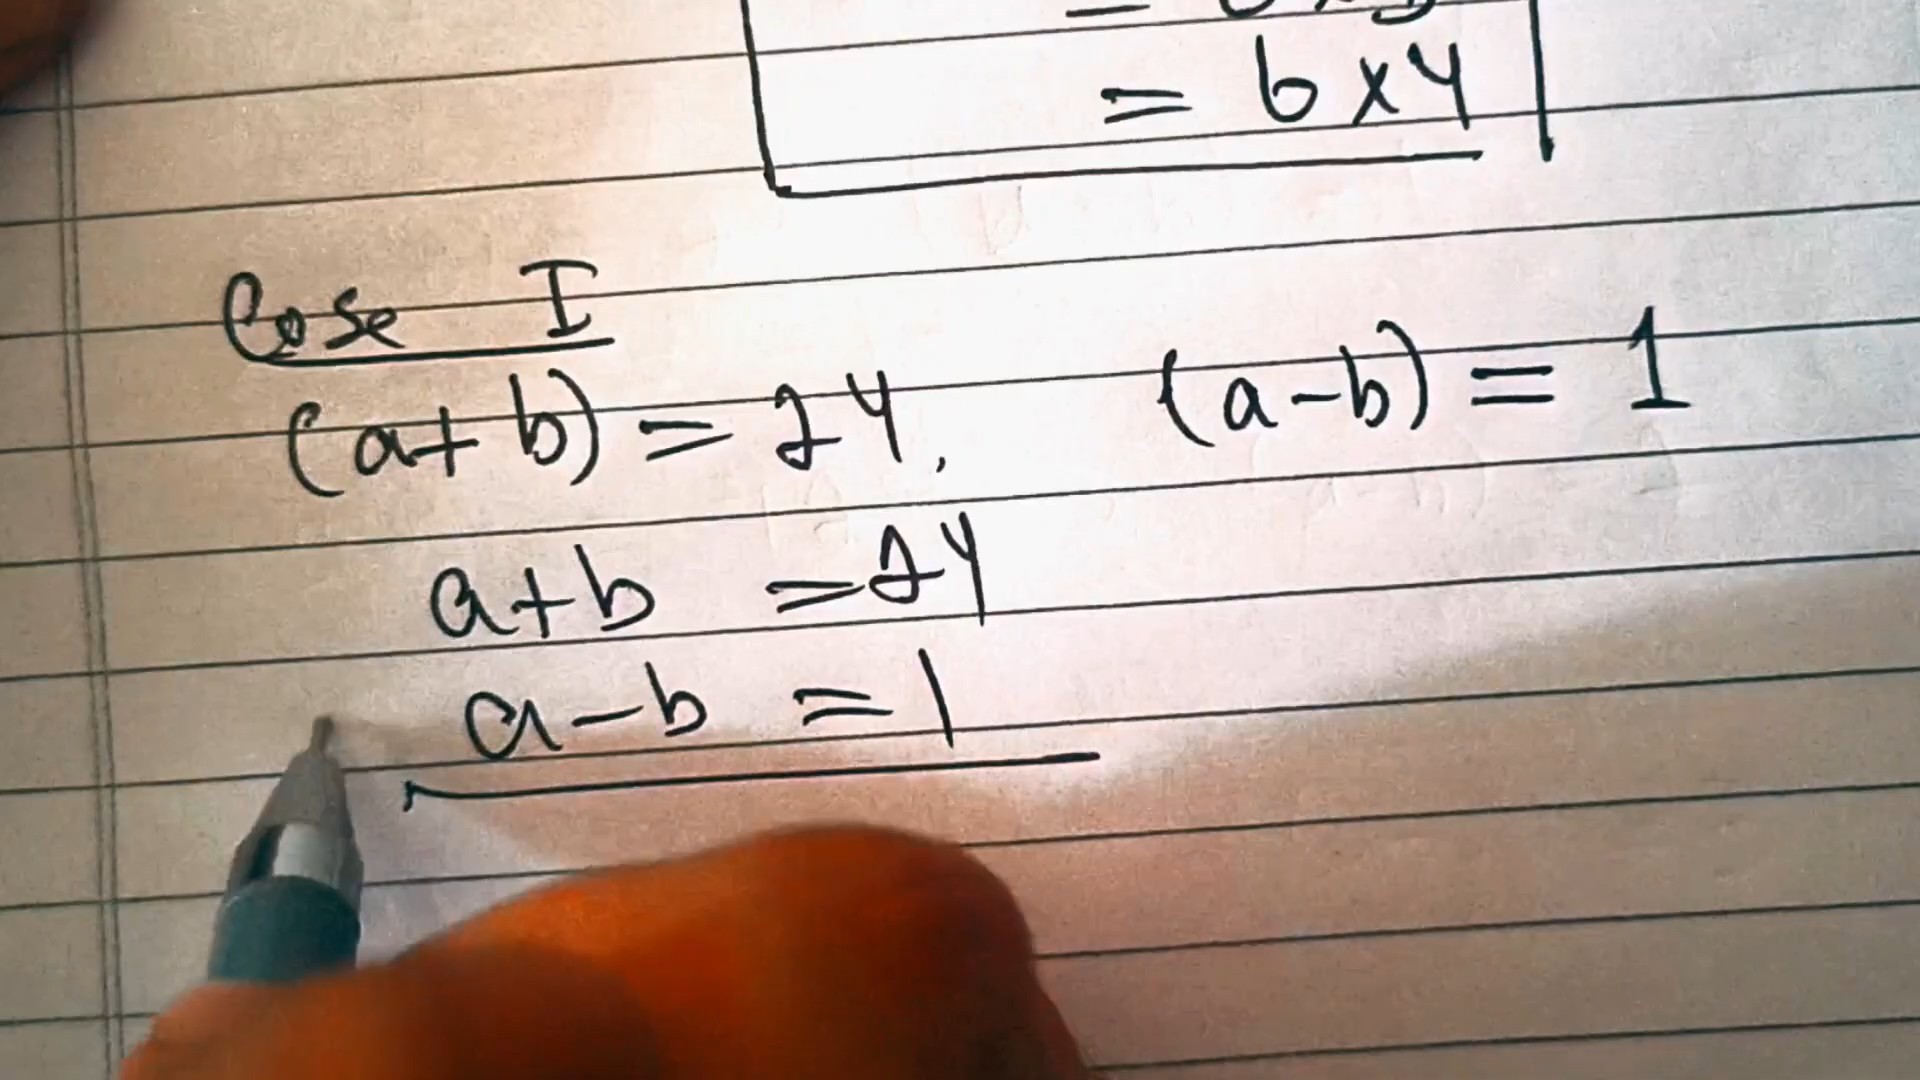 = 6 x 4
Case I
(a+b) = 24, (a-b) = 1
a+b = 24
a-b = 1